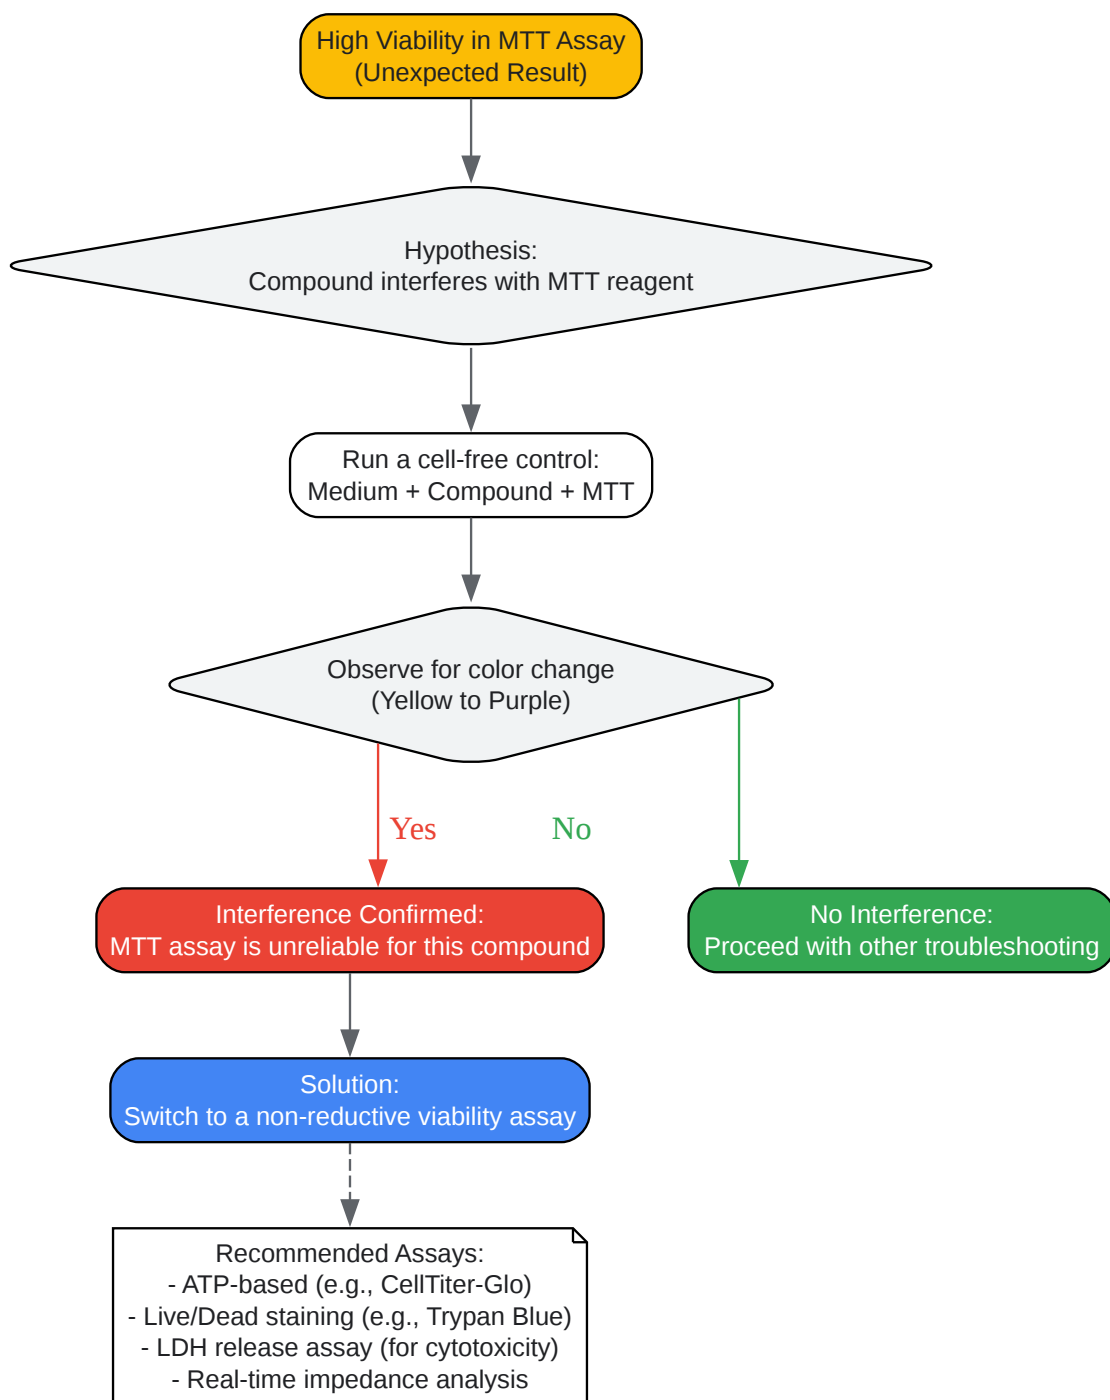 High Viability in MTT Assay
(Unexpected Result)
Hypothesis:
Compound interferes with MTT reagent
Run a cell-free control:
Medium + Compound + MTT
Observe for color change
(Yellow to Purple)
Yes
No
Interference Confirmed:
MTT assay is unreliable for this compound
No Interference:
Proceed with other troubleshooting
Solution:
Switch to a non-reductive viability assay
Recommended Assays:
- ATP-based (e.g., CellTiter-Glo)
- Live/Dead staining (e.g., Trypan Blue)
- LDH release assay (for cytotoxicity)
- Real-time impedance analysis